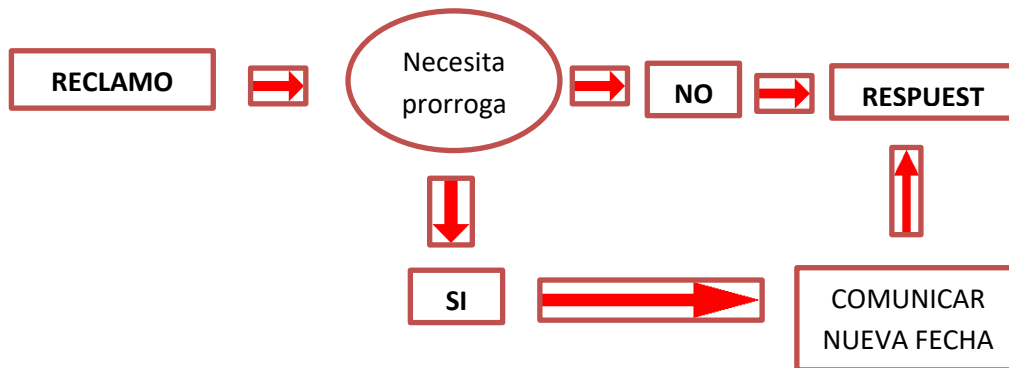 RECLAMO
Necesita
prorroga
NO
RESPUEST
SI
COMUNICAR
NUEVA FECHA